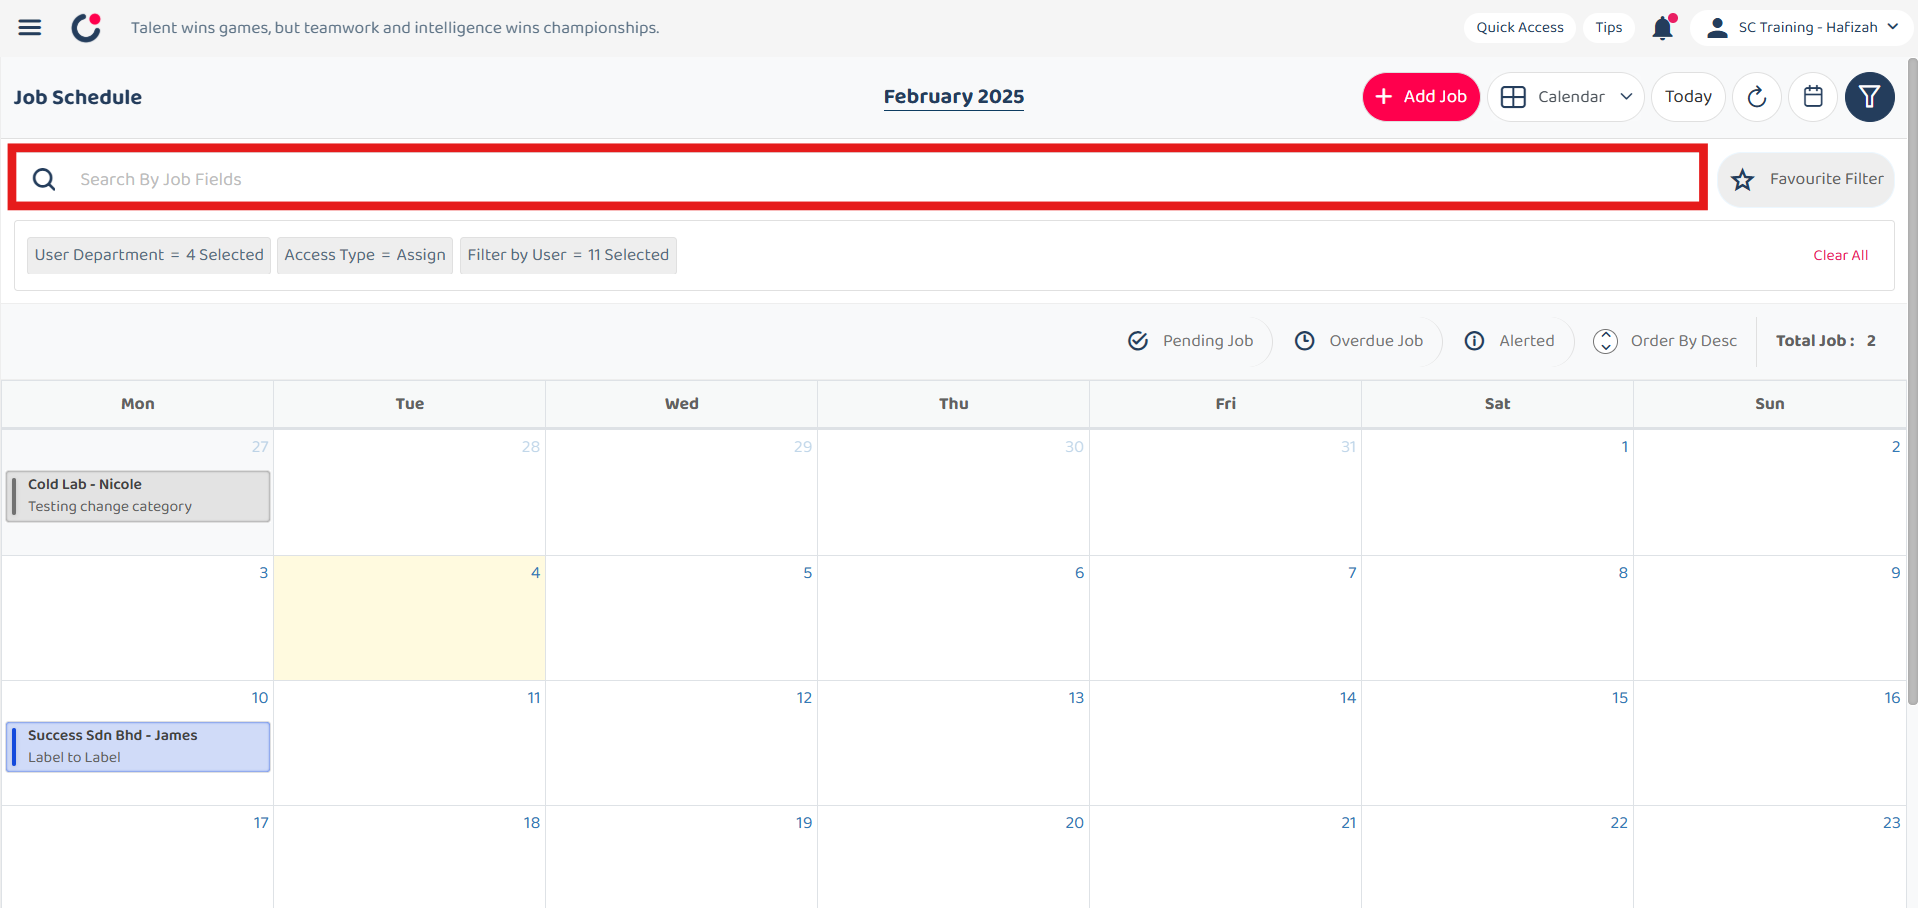 Talent wins games, but teamwork and intelligence wins championships.
Quick Access
Tips
SC Training - Hafizah
Job Schedule
February 2025
Add Job
Calendar
Today
Search By Job Fields
Favourite Filter
User Department = 4 Selected
Access Type = Assign
Filter by User = 11 Selected
Clear All
Pending Job
Overdue Job
Alerted
Order By Desc
Total Job : 2
Mon Tue Wed Thu Fri Sat Sun
27 28 29 30 31 1 2
Cold Lab - Nicole
Testing change category
3 4 5 6 7 8 9
10 11 12 13 14 15 16
Success Sdn Bhd - James
Label to Label
17 18 19 20 21 22 23